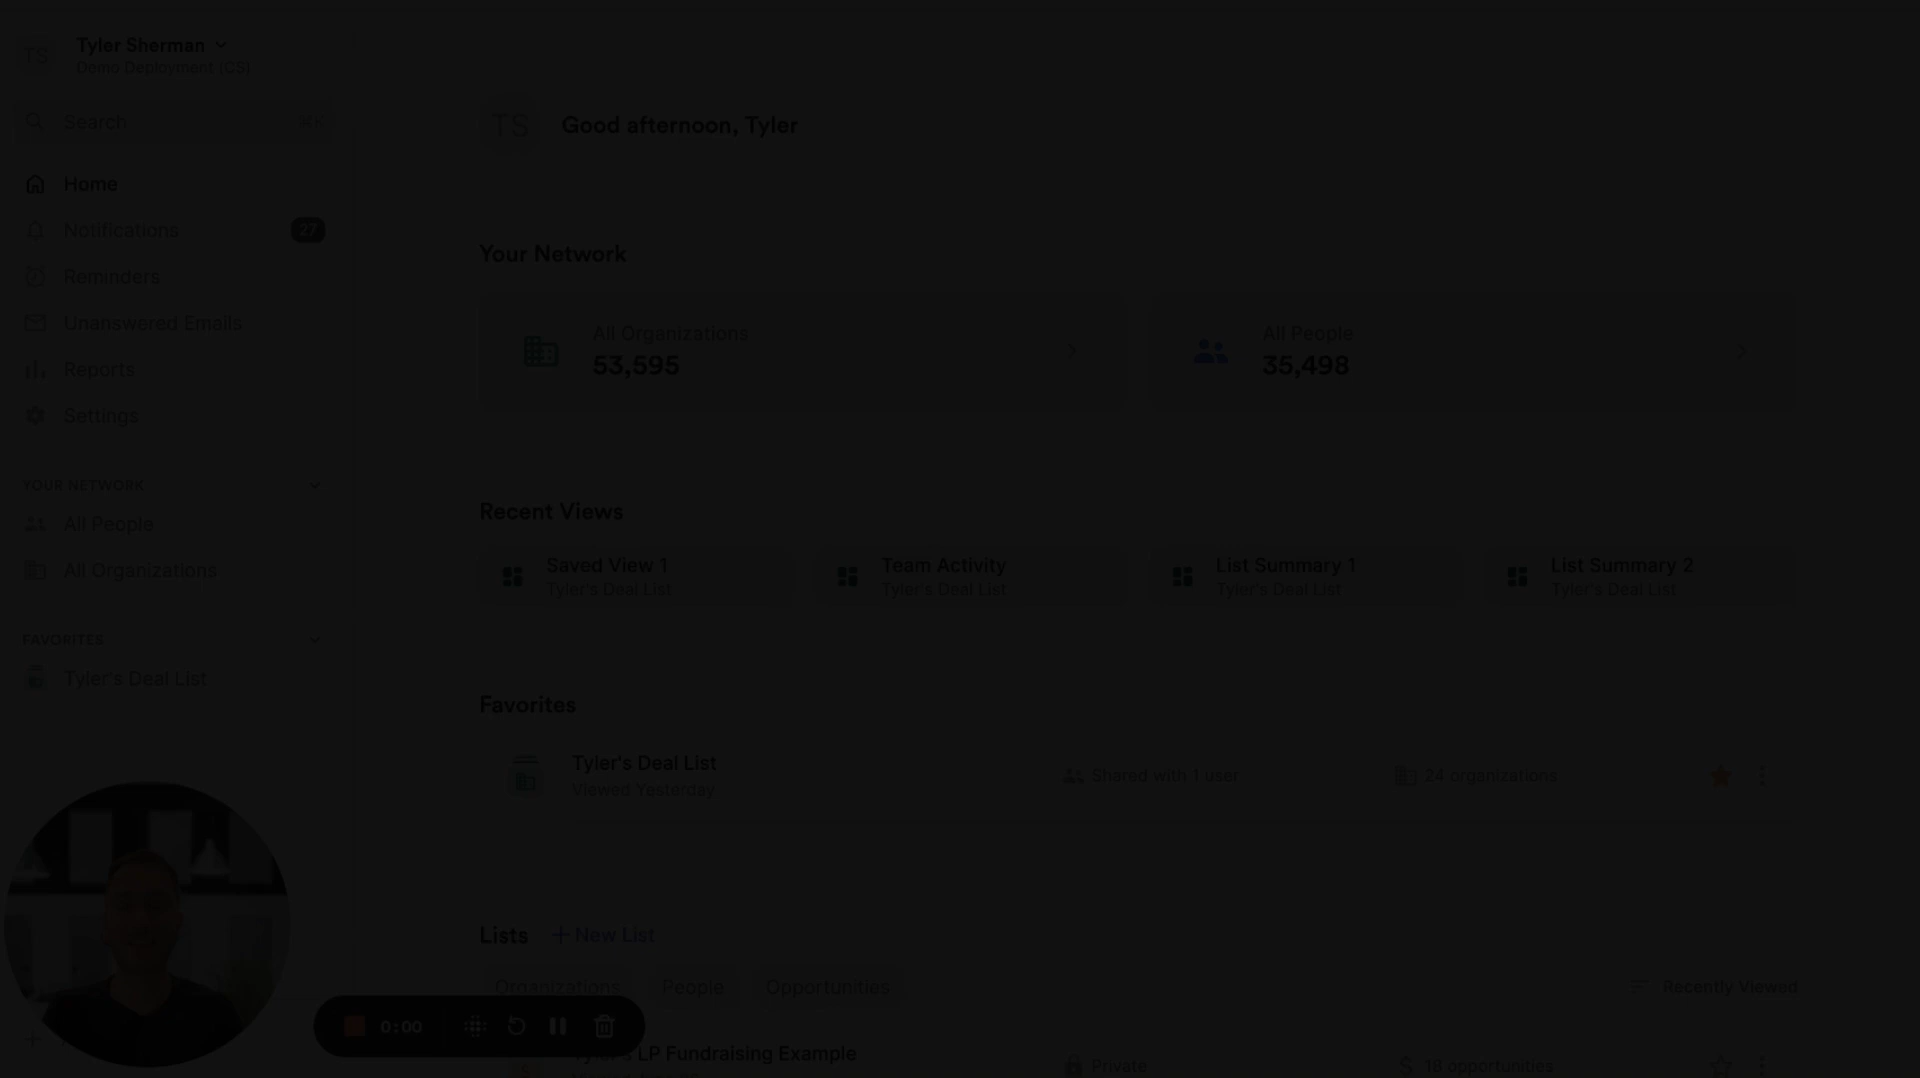 TS
Tyler Sherman
Demo Deployment (CS)
Search
⌘K
Home
Notifications
27
Reminders
Unanswered Emails
Reports
Settings
YOUR NETWORK
All People
All Organizations
FAVORITES
Tyler's Deal List
TS
Good afternoon, Tyler
Your Network
All Organizations
53,595
All People
35,498
Recent Views
Saved View 1
Tyler's Deal List
Team Activity
Tyler's Deal List
List Summary 1
Tyler's Deal List
List Summary 2
Tyler's Deal List
Favorites
Tyler's Deal List
Viewed Yesterday
Shared with 1 user
24 organizations
Lists
+ New List
Organizations
People
Opportunities
Recently Viewed
0:00
Tyler's LP Fundraising Example
Private
18 opportunities